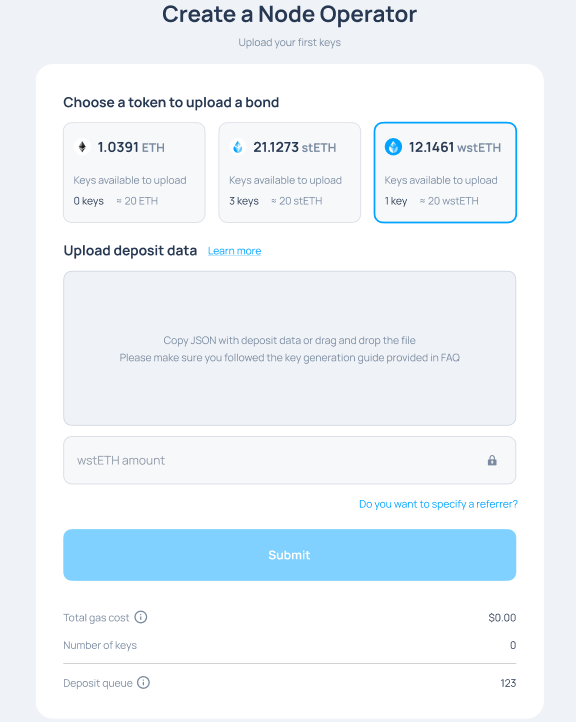 Create a Node Operator
Upload your first keys
Choose a token to upload a bond
1.0391 ETH
Keys available to upload
0 keys ≈ 20 ETH
21.1273 stETH
Keys available to upload
3 keys ≈ 20 stETH
12.1461 wstETH
Keys available to upload
1 key ≈ 20 wstETH
Upload deposit data Learn more
Copy JSON with deposit data or drag and drop the file
Please make sure you followed the key generation guide provided in FAQ
wstETH amount
Do you want to specify a referrer?
Submit
Total gas cost $0.00
Number of keys 0
Deposit queue 123